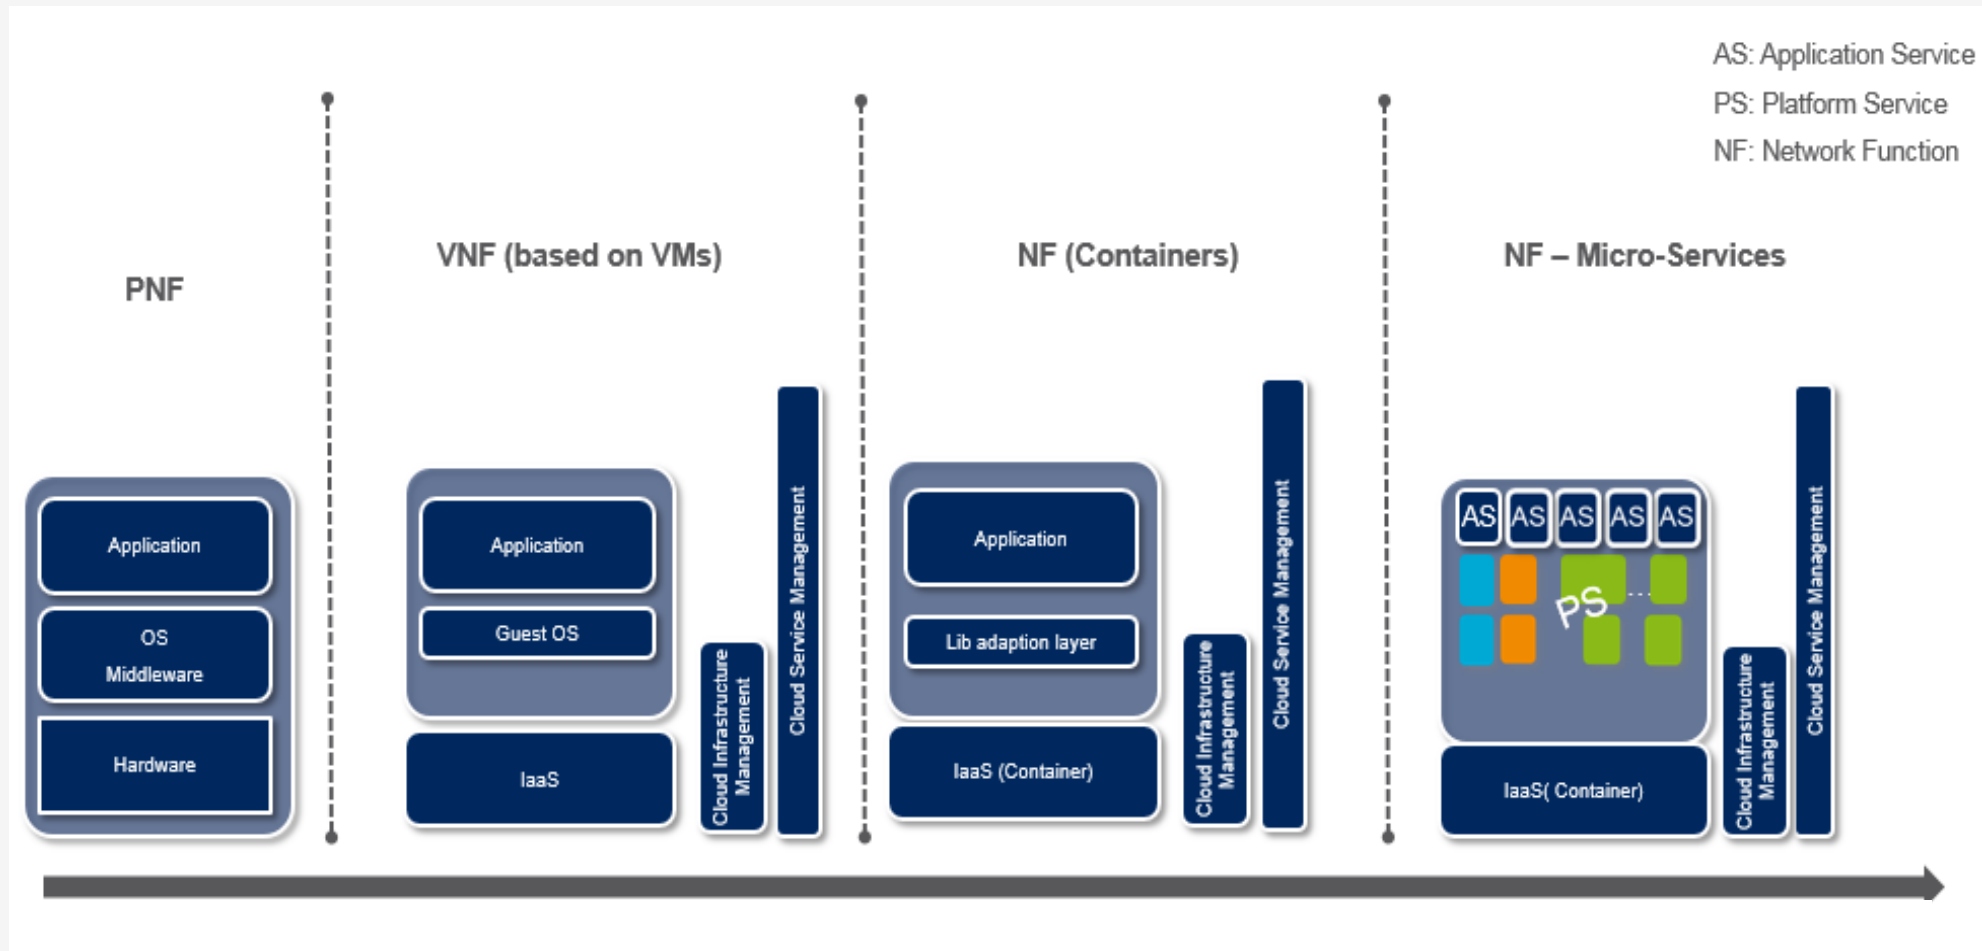 AS: Application Service
PS: Platform Service
NF: Network Function
PNF
VNF (based on VMs)
NF (Containers)
NF – Micro-Services
Application
OS
Middleware
Hardware
Application
Guest OS
IaaS
Cloud Infrastructure
Management
Cloud Service Management
Application
Lib adaption layer
IaaS (Container)
Cloud Infrastructure
Management
Cloud Service Management
AS AS AS AS AS
PS ...
IaaS( Container)
Cloud Infrastructure
Management
Cloud Service Management